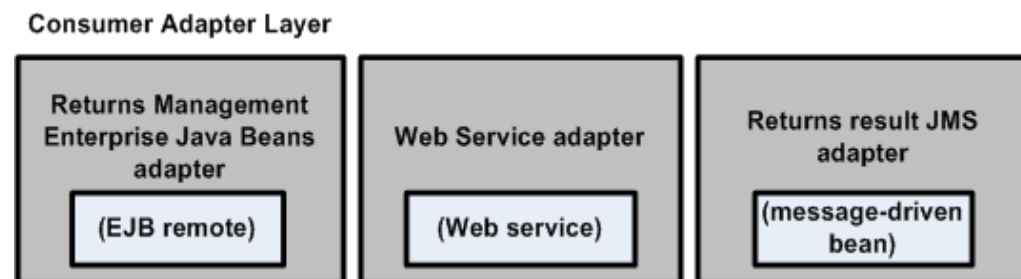 Consumer Adapter Layer
Returns Management
Enterprise Java Beans
adapter
(EJB remote)
Web Service adapter
(Web service)
Returns result JMS
adapter
(message-driven
bean)